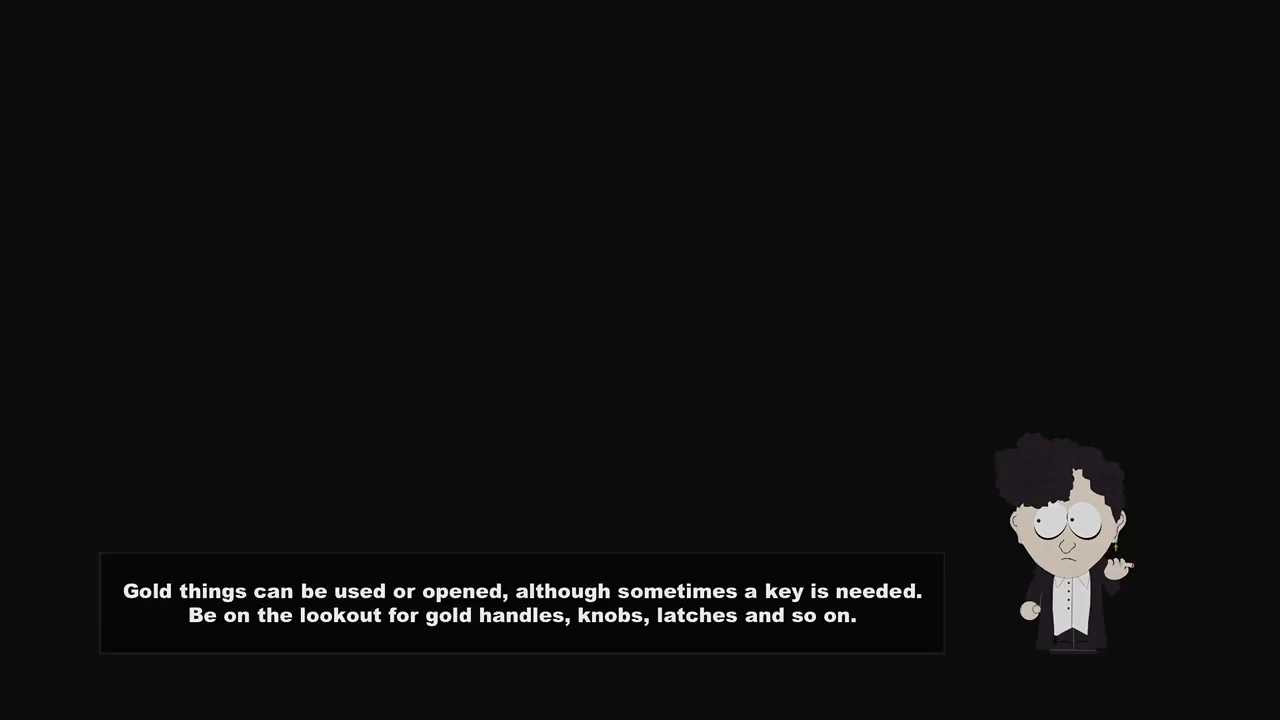 Gold things can be used or opened, although sometimes a key is needed.
Be on the lookout for gold handles, knobs, latches and so on.